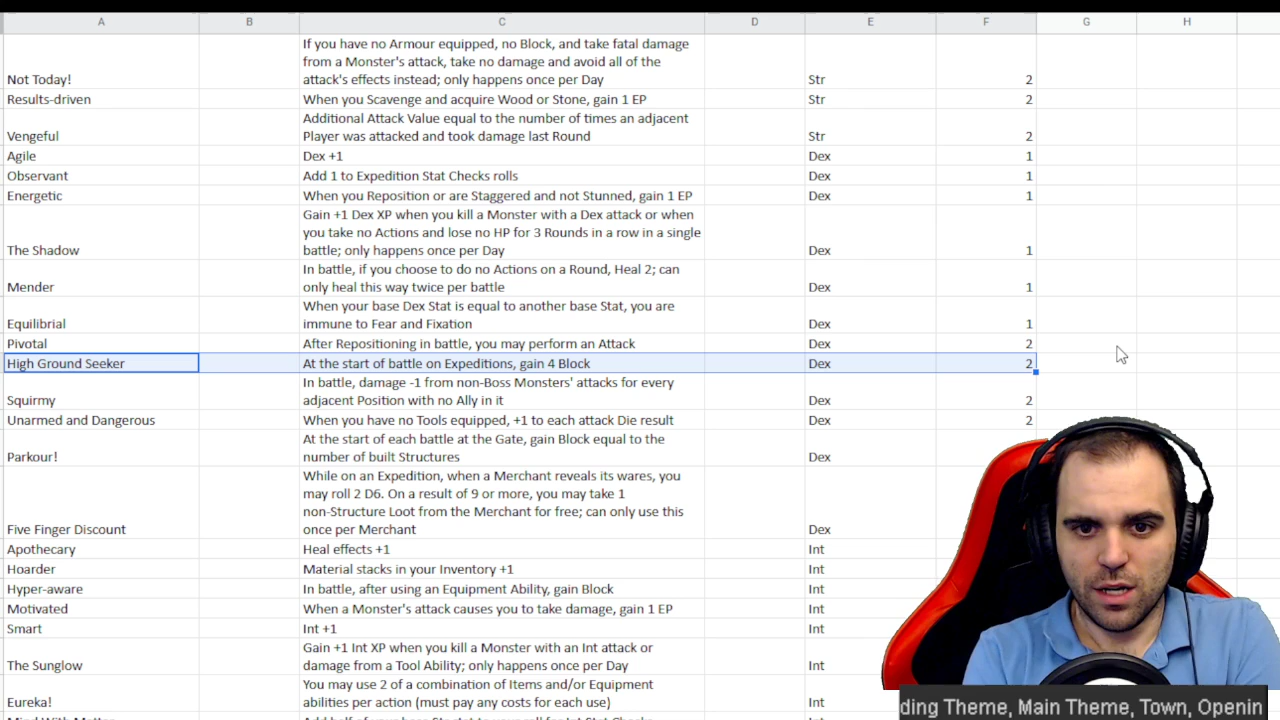 A B C D E F G H
If you have no Armour equipped, no Block, and take fatal damage
from a Monster's attack, take no damage and avoid all of the
Not Today! attack's effects instead; only happens once per Day Str 2
Results-driven When you Scavenge and acquire Wood or Stone, gain 1 EP Str 2
Additional Attack Value equal to the number of times an adjacent
Vengeful Player was attacked and took damage last Round Str 2
Agile Dex +1 Dex 1
Observant Add 1 to Expedition Stat Checks rolls Dex 1
Energetic When you Reposition or are Staggered and not Stunned, gain 1 EP Dex 1
Gain +1 Dex XP when you kill a Monster with a Dex attack or when
you take no Actions and lose no HP for 3 Rounds in a row in a single
The Shadow battle; only happens once per Day Dex 1
In battle, if you choose to do no Actions on a Round, Heal 2; can
Mender only heal this way twice per battle Dex 1
When your base Dex Stat is equal to another base Stat, you are
Equilibrial immune to Fear and Fixation Dex 1
Pivotal After Repositioning in battle, you may perform an Attack Dex 2
High Ground Seeker At the start of battle on Expeditions, gain 4 Block Dex 2
In battle, damage -1 from non-Boss Monsters' attacks for every
Squirmy adjacent Position with no Ally in it Dex 2
Unarmed and Dangerous When you have no Tools equipped, +1 to each attack Die result Dex 2
At the start of each battle at the Gate, gain Block equal to the
Parkour! number of built Structures Dex
While on an Expedition, when a Merchant reveals its wares, you
may roll 2 D6. On a result of 9 or more, you may take 1
non-Structure Loot from the Merchant for free; can only use this
Five Finger Discount once per Merchant Dex
Apothecary Heal effects +1 Int
Hoarder Material stacks in your Inventory +1 Int
Hyper-aware In battle, after using an Equipment Ability, gain Block Int
Motivated When a Monster's attack causes you to take damage, gain 1 EP Int
Smart Int +1 Int
Gain +1 Int XP when you kill a Monster with an Int attack or
The Sunglow damage from a Tool Ability; only happens once per Day Int
You may use 2 of a combination of Items and/or Equipment
Eureka! abilities per action (must pay any costs for each use) Int
ding Theme, Main Theme, Town, Openin